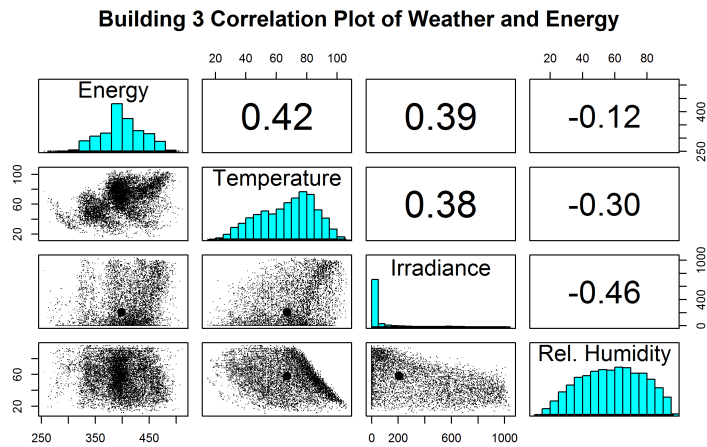 Building 3 Correlation Plot of Weather and Energy
20 40 60 80 100
20 40 60 80
Energy
0.42
0.39
-0.12
250 400
20 60 100
Temperature
0.38
-0.30
Irradiance
-0.46
0 400 1000
20 60
Rel. Humidity
250 350 450
0 200 600 1000